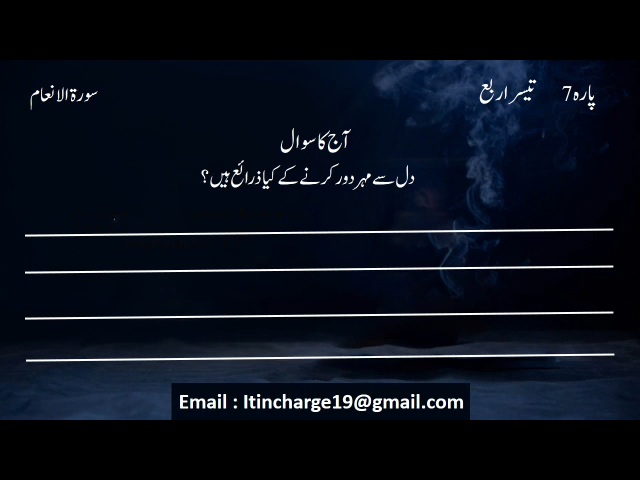 پارہ 7 تیسرا ربع سورۃ الانعام
آج کا سوال
دل سے مہر دور کرنے کے کیا ذرائع ہیں؟
Email : Itincharge19@gmail.com